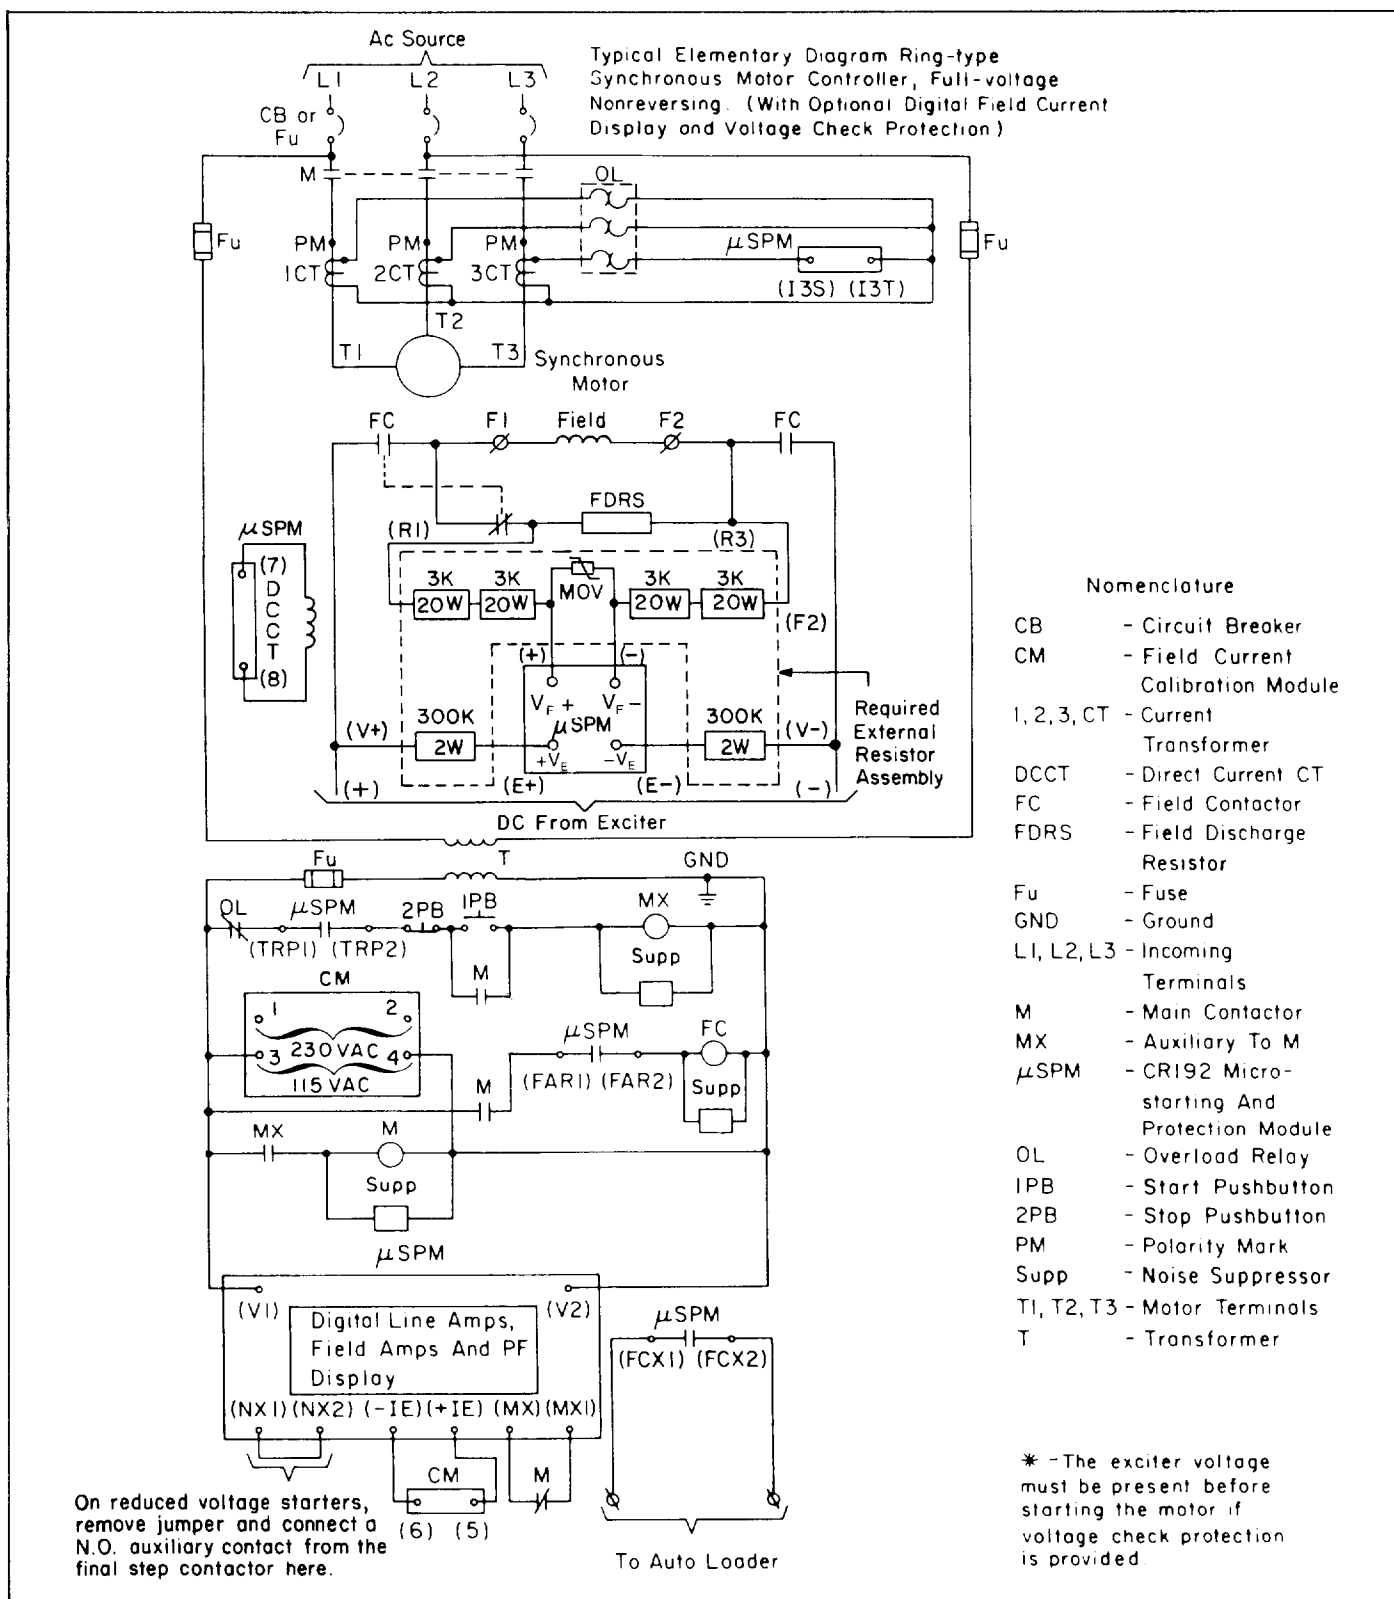 Ac Source
Typical Elementary Diagram Ring-type
Synchronous Motor Controller, Full-voltage
Nonreversing. (With Optional Digital Field Current
Display and Voltage Check Protection)
L1 L2 L3
CB or
Fu
M
OL
Fu
PM PM PM
μSPM
Fu
1CT 2CT 3CT
(I3S) (I3T)
T2
T1 T3
Synchronous
Motor
FC F1 Field F2 FC
FDRS
(R1) (R3)
μSPM
(7)
DCCT
(8)
3K 3K MOV 3K 3K
20W 20W 20W 20W
(F2)
(+) (-)
VF+ VF-
μSPM
+VE -VE
(V+) 300K 300K (V-)
2W 2W
Required
External
Resistor
Assembly
(+) (E+) (E-) (-)
DC From Exciter
Fu T GND
OL μSPM 2PB 1PB MX
(TRP1) (TRP2)
M Supp
CM
1 2
230VAC
3 4
115 VAC
μSPM FC
M (FAR1) (FAR2) Supp
MX M
Supp
μSPM
(V1) (V2)
Digital Line Amps,
Field Amps And PF
Display
(NX1) (NX2) (-IE) (+IE) (MX) (MX1)
CM M
(6) (5)
On reduced voltage starters,
remove jumper and connect a
N.O. auxiliary contact from the
final step contactor here.
μSPM
(FCX1) (FCX2)
To Auto Loader
Nomenclature
CB - Circuit Breaker
CM - Field Current
Calibration Module
1, 2, 3, CT - Current
Transformer
DCCT - Direct Current CT
FC - Field Contactor
FDRS - Field Discharge
Resistor
Fu - Fuse
GND - Ground
L1, L2, L3 - Incoming
Terminals
M - Main Contactor
MX - Auxiliary To M
μSPM - CR192 Micro-
starting And
Protection Module
OL - Overload Relay
1PB - Start Pushbutton
2PB - Stop Pushbutton
PM - Polarity Mark
Supp - Noise Suppressor
T1, T2, T3 - Motor Terminals
T - Transformer
* - The exciter voltage
must be present before
starting the motor if
voltage check protection
is provided.